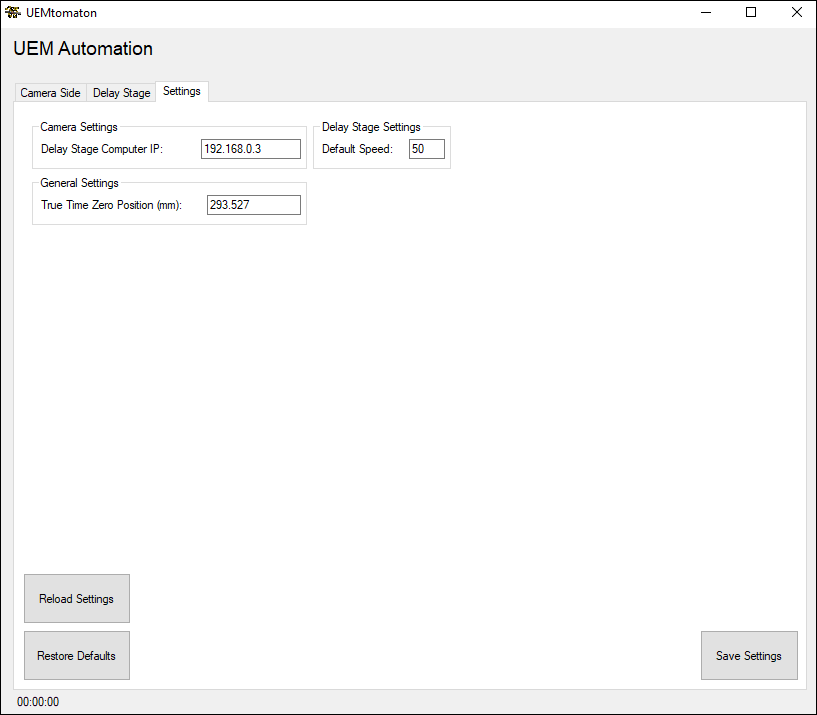 UEMtomaton
UEM Automation
Camera Side Delay Stage Settings
Camera Settings
Delay Stage Computer IP: 192.168.0.3
Delay Stage Settings
Default Speed: 50
General Settings
True Time Zero Position (mm): 293.527
Reload Settings
Restore Defaults
Save Settings
00:00:00